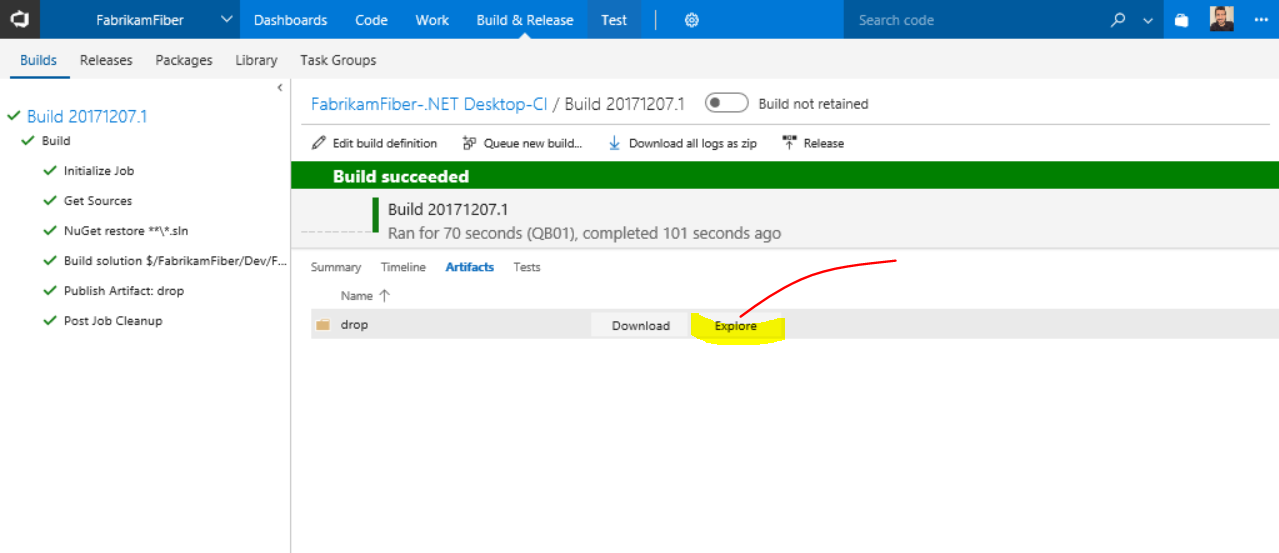 FabrikamFiber Dashboards Code Work Build & Release Test Search code
Builds Releases Packages Library Task Groups
Build 20171207.1
Build
Initialize Job
Get Sources
NuGet restore **\*.sln
Build solution $/FabrikamFiber/Dev/F...
Publish Artifact: drop
Post Job Cleanup
FabrikamFiber-.NET Desktop-CI / Build 20171207.1 Build not retained
Edit build definition Queue new build... Download all logs as zip Release
Build succeeded
Build 20171207.1
Ran for 70 seconds (QB01), completed 101 seconds ago
Summary Timeline Artifacts Tests
Name
drop Download Explore